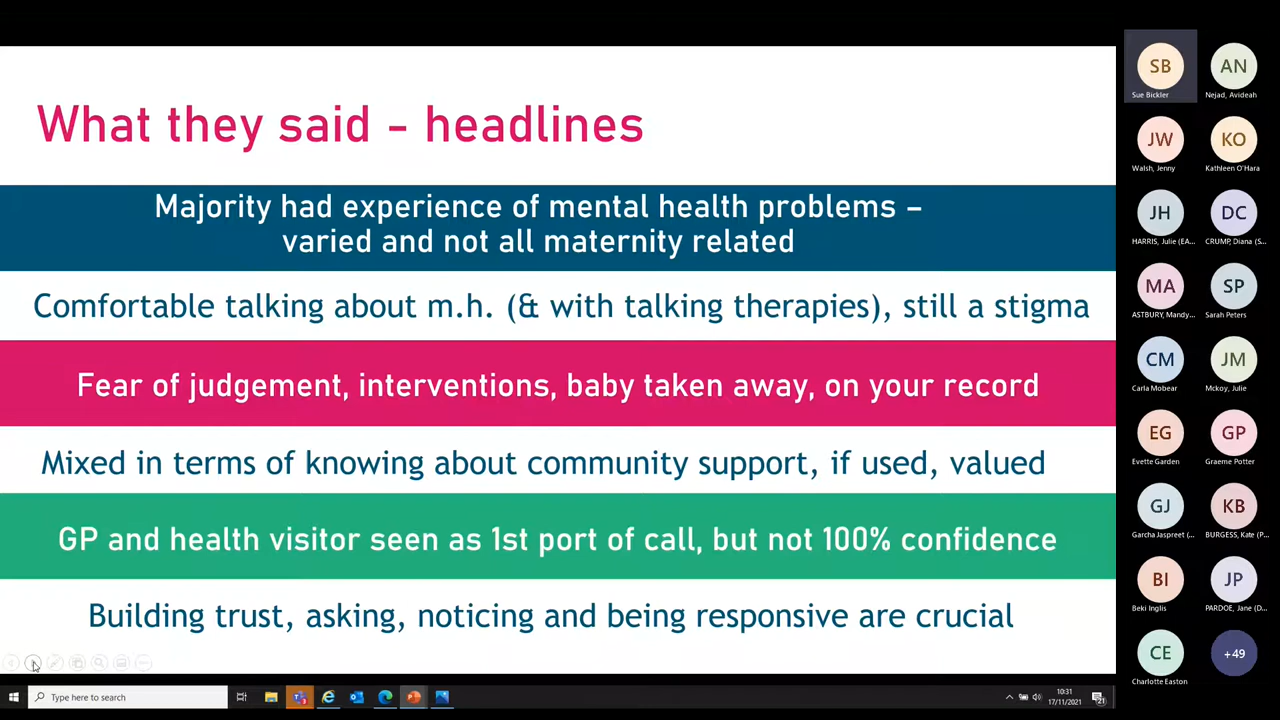 What they said - headlines
Majority had experience of mental health problems –
varied and not all maternity related
Comfortable talking about m.h. (& with talking therapies), still a stigma
Fear of judgement, interventions, baby taken away, on your record
Mixed in terms of knowing about community support, if used, valued
GP and health visitor seen as 1st port of call, but not 100% confidence
Building trust, asking, noticing and being responsive are crucial
SB
Sue Bickler
AN
Nejad, Avideah
JW
Walsh, Jenny
KO
Kathleen O'Hara
JH
HARRIS, Julie (EA...
DC
CRUMP, Diana (S...
MA
ASTBURY, Mandy...
SP
Sarah Peters
CM
Carla Mobear
JM
Mckoy, Julie
EG
Evette Garden
GP
Graeme Potter
GJ
Garcha Jaspreet (...
KB
BURGESS, Kate (P...
BI
Beki Inglis
JP
PARDOE, Jane (D...
CE
Charlotte Easton
+49
Type here to search
10:31
17/11/2021
21